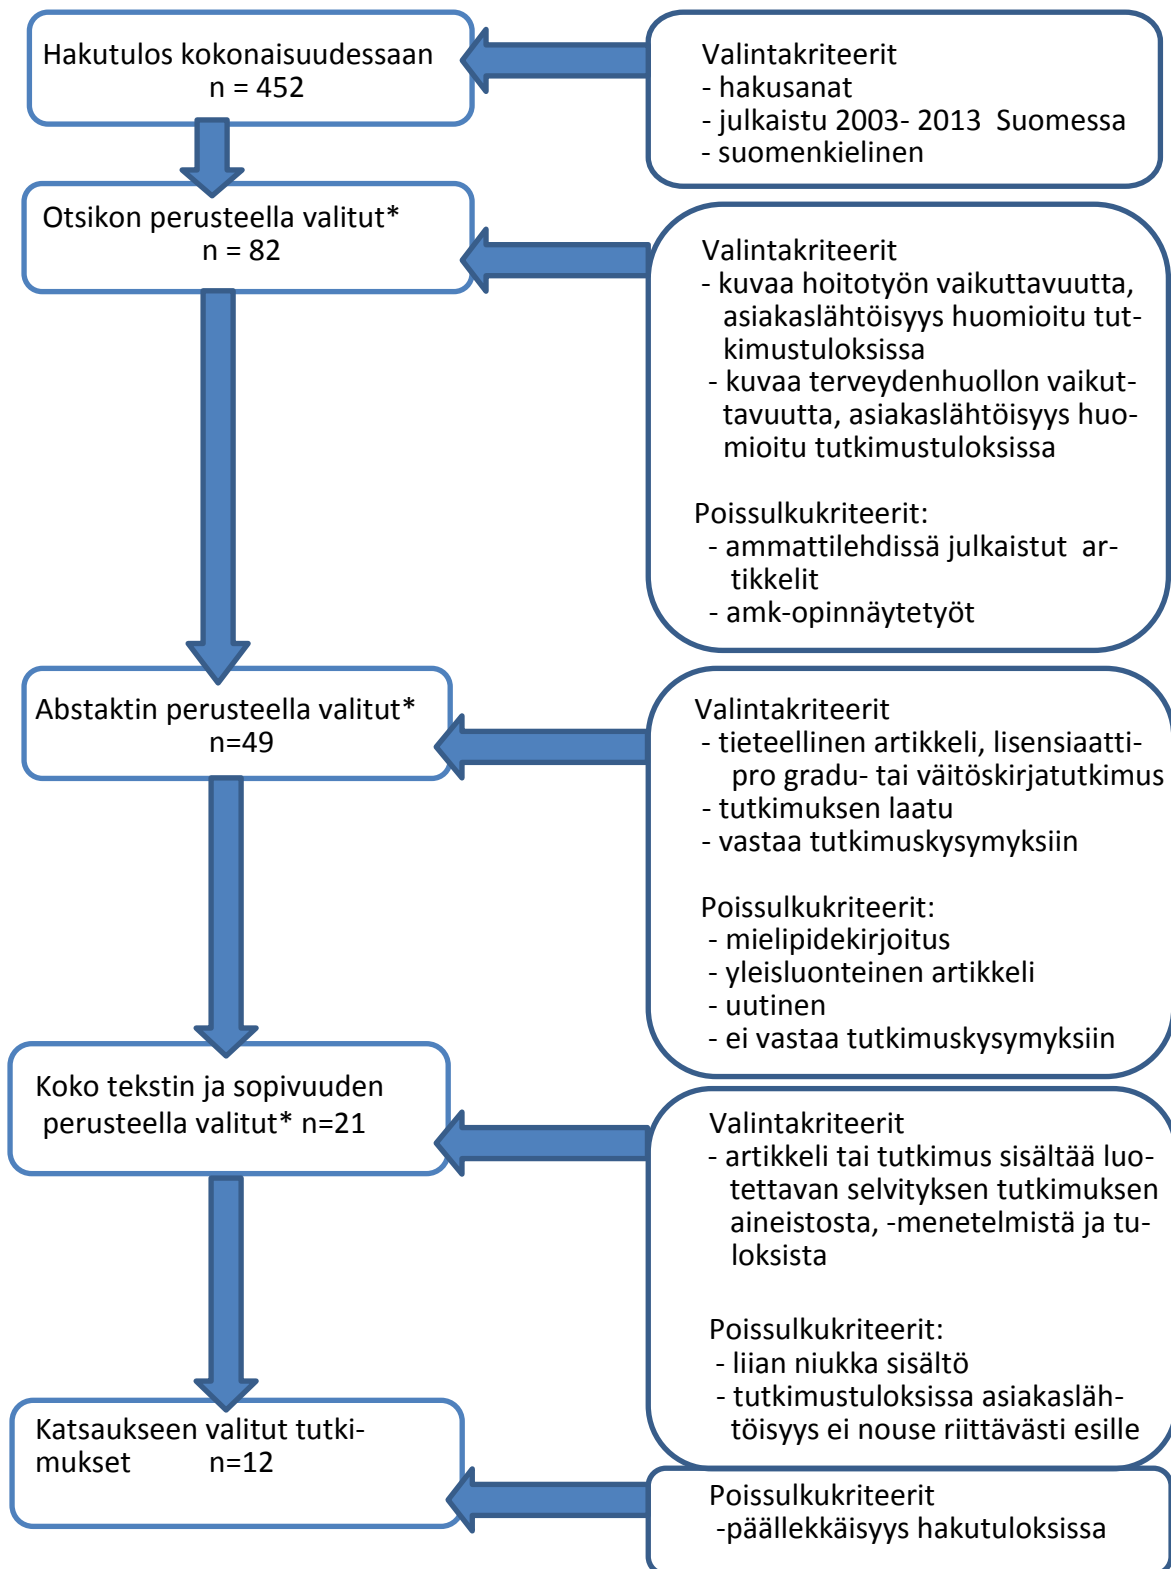 Hakutulos kokonaisuudessaan
n = 452
Valintakriteerit
- hakusanat
- julkaistu 2003- 2013  Suomessa
- suomenkielinen
Otsikon perusteella valitut*
n = 82
Valintakriteerit
- kuvaa hoitotyön vaikuttavuutta,
asiakaslähtöisyys huomioitu tut-
kimustuloksissa
- kuvaa terveydenhuollon vaikut-
tavuutta, asiakaslähtöisyys huo-
mioitu tutkimustuloksissa
Poissulkukriteerit:
- ammattilehdissä julkaistut  ar-
tikkelit
- amk-opinnäytetyöt
Abstaktin perusteella valitut*
n=49
Valintakriteerit
- tieteellinen artikkeli, lisensiaatti-
pro gradu- tai väitöskirjatutkimus
- tutkimuksen laatu
- vastaa tutkimuskysymyksiin
Poissulkukriteerit:
- mielipidekirjoitus
- yleisluonteinen artikkeli
- uutinen
- ei vastaa tutkimuskysymyksiin
Koko tekstin ja sopivuuden
perusteella valitut* n=21
Valintakriteerit
- artikkeli tai tutkimus sisältää luo-
tettavan selvityksen tutkimuksen
aineistosta, -menetelmistä ja tu-
loksista
Poissulkukriteerit:
- liian niukka sisältö
- tutkimustuloksissa asiakasläh-
töisyys ei nouse riittävästi esille
Katsaukseen valitut tutki-
mukset n=12
Poissulkukriteerit
-päällekkäisyys hakutuloksissa